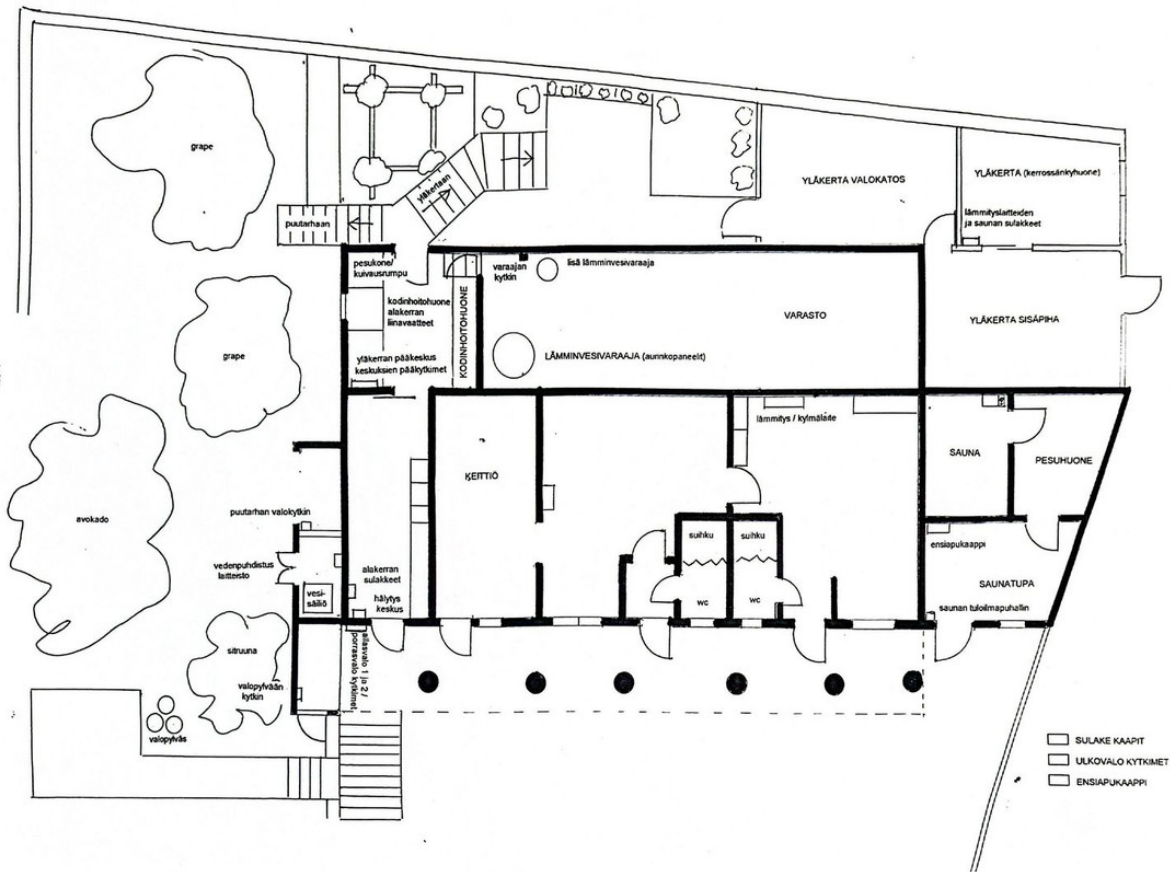 grape
YLÄKERTA VALOKATOS
YLÄKERTA (kerrossänkyhuone)
lämmityslaitteiden
ja saunan sulakkeet
yläkertaan
puutarhaan
pesukone/
kuivausrumpu
varaajan
kytkin
lisä lämminvesivaraaja
kodinhoitohuone
alakerran
liinavaatteet
KODINHOITOHUONE
VARASTO
YLÄKERTA SISÄPIHA
grape
yläkerran pääkeskus
keskuksien pääkytkimet
LÄMMINVESIVARAAJA (aurinkopaneelit)
lämmitys / kylmälaite
KEITTIÖ
SAUNA
PESUHUONE
avokado
puutarhan valokytkin
suihku
suihku
ensiapukaappi
vedenpuhdistus
laitteisto
alakerran
sulakkeet
SAUNATUPA
vesi-
säiliö
hälytys
keskus
wc
wc
saunan tuloilmapuhallin
sitruuna
allasvalo 1 ja 2 /
porrasvalo kytkimet
valopylvään
kytkin
valopylväs
SULAKE KAAPIT
ULKOVALO KYTKIMET
ENSIAPUKAAPPI